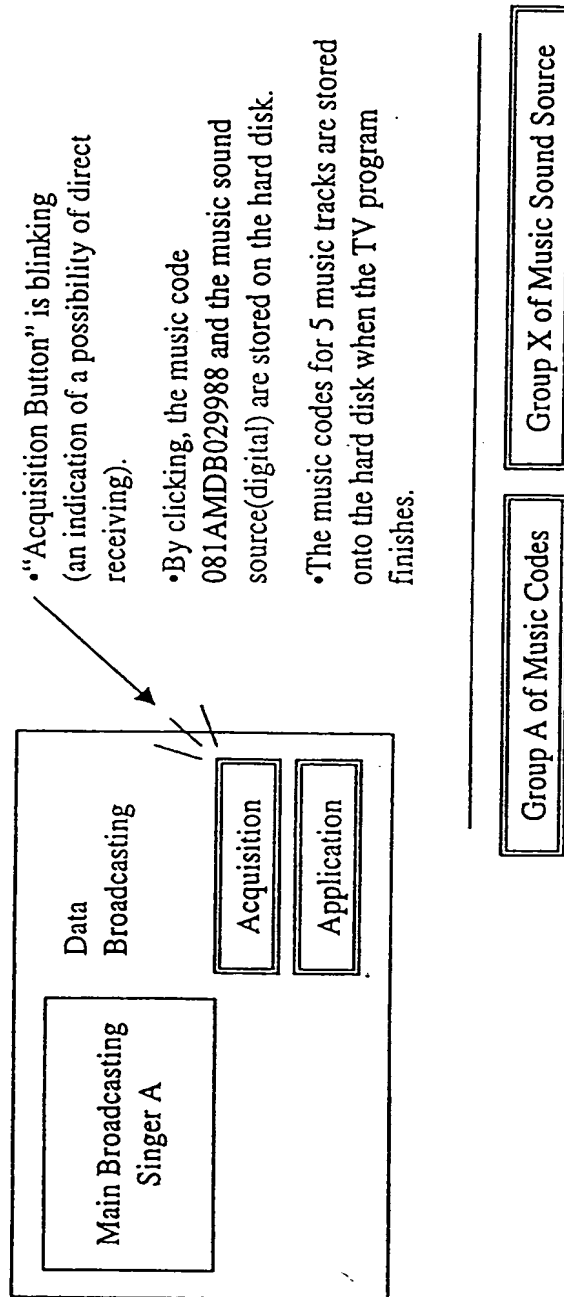 Main Broadcasting
Singer A
Data
Broadcasting
Acquisition
Application
•“Acquisition Button” is blinking
(an indication of a possibility of direct
receiving).
•By clicking, the music code
081AMDB029988 and the music sound
source(digital) are stored on the hard disk.
•The music codes for 5 music tracks are stored
onto the hard disk when the TV program
finishes.
Group A of Music Codes
Group X of Music Sound Source